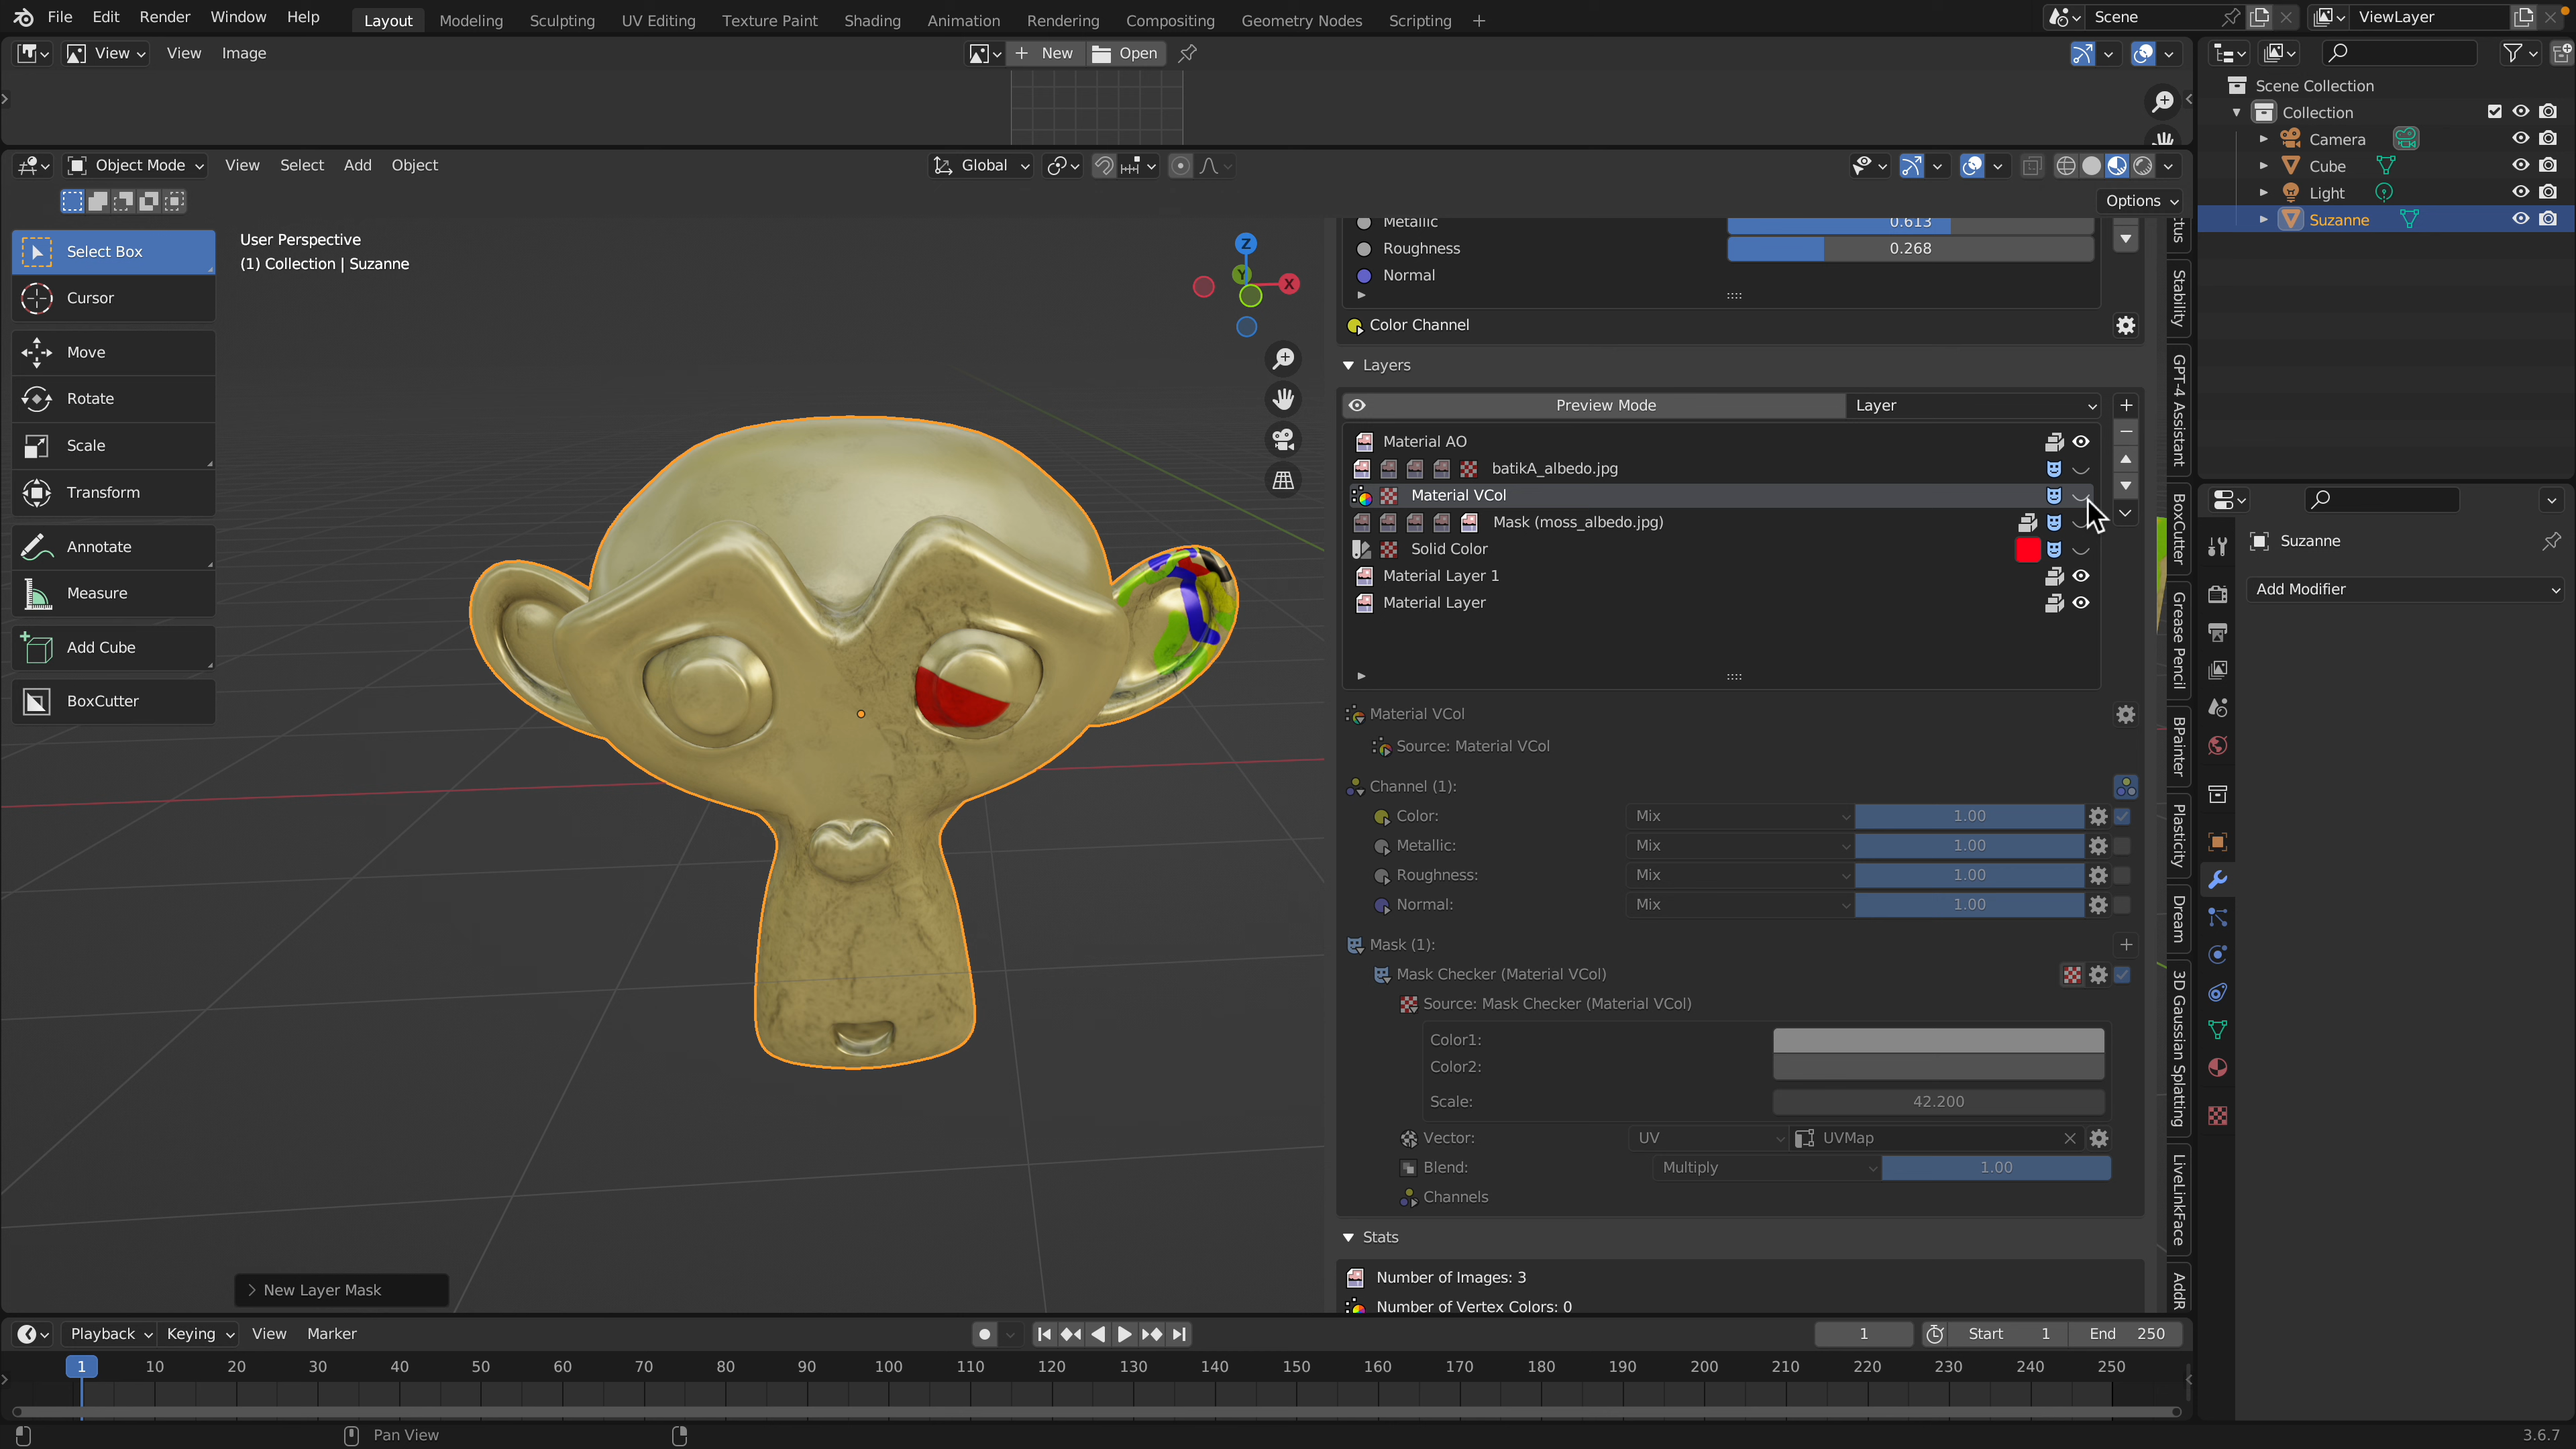 File Edit Render Window Help Layout Modeling Sculpting UV Editing Texture Paint Shading Animation Rendering Compositing Geometry Nodes Scripting + Scene ViewLayer
View View Image New Open
Scene Collection
Collection
Camera
Cube
Light
Suzanne
Object Mode View Select Add Object Global
Options
Select Box
Cursor
Move
Rotate
Scale
Transform
Annotate
Measure
Add Cube
BoxCutter
User Perspective
(1) Collection | Suzanne
Z
Y
X
Metallic 0.613
Roughness 0.268
Normal
Color Channel
Layers
Preview Mode Layer
Material AO
batikA_albedo.jpg
Material VCol
Mask (moss_albedo.jpg)
Solid Color
Material Layer 1
Material Layer
Material VCol
Source: Material VCol
Channel (1):
Color: Mix 1.00
Metallic: Mix 1.00
Roughness: Mix 1.00
Normal: Mix 1.00
Mask (1):
Mask Checker (Material VCol)
Source: Mask Checker (Material VCol)
Color1:
Color2:
Scale: 42.200
Vector: UV UVMap
Blend: Multiply 1.00
Channels
Stats
Number of Images: 3
Number of Vertex Colors: 0
tus
Stability
GPT-4 Assistant
BoxCutter
Grease Pencil
BPainter
Plasticity
Dream
3D Gaussian Splatting
LiveLinkFace
AddR
Suzanne
Add Modifier
New Layer Mask
Playback Keying View Marker 1 Start 1 End 250
1 10 20 30 40 50 60 70 80 90 100 110 120 130 140 150 160 170 180 190 200 210 220 230 240 250
Pan View 3.6.7